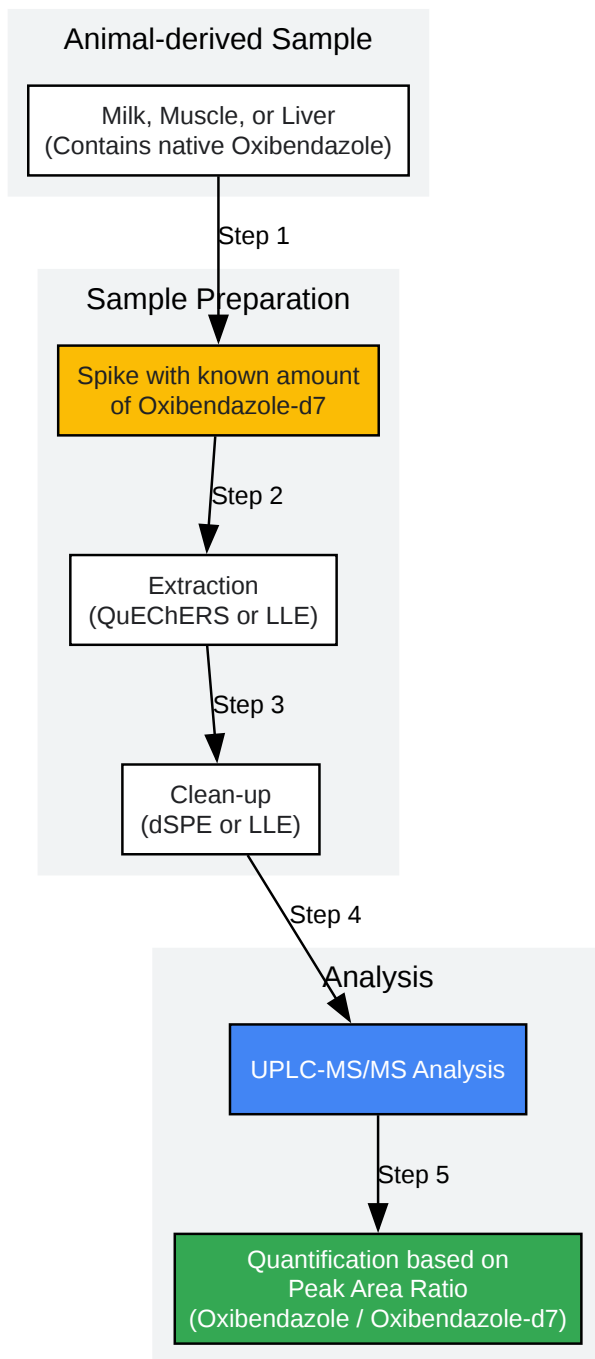 Animal-derived Sample
Milk, Muscle, or Liver
(Contains native Oxibendazole)
Step 1
Sample Preparation
Spike with known amount
of Oxibendazole-d7
Step 2
Extraction
(QuEChERS or LLE)
Step 3
Clean-up
(dSPE or LLE)
Step 4
Analysis
UPLC-MS/MS Analysis
Step 5
Quantification based on
Peak Area Ratio
(Oxibendazole / Oxibendazole-d7)